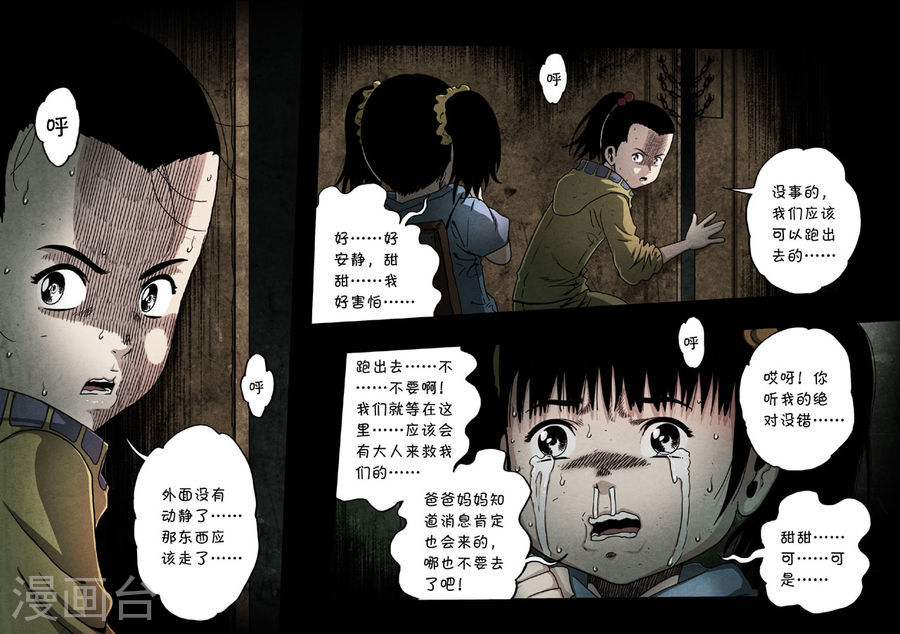 呼
外面没有
动静了……
那东西应
该走了……
呼
呼
好……好
安静，甜
甜……我
好害怕……
没事的，
我们应该
可以跑出
去的……
呼
跑出去……不
……不要啊！
我们就等在这
里……应该会
有大人来救我
们的……
哎呀！你
听我的绝
对没错……
爸爸妈妈知
道消息肯定
也会来的，
哪也不要去
了吧！
甜甜……
可……可
是……
漫画台